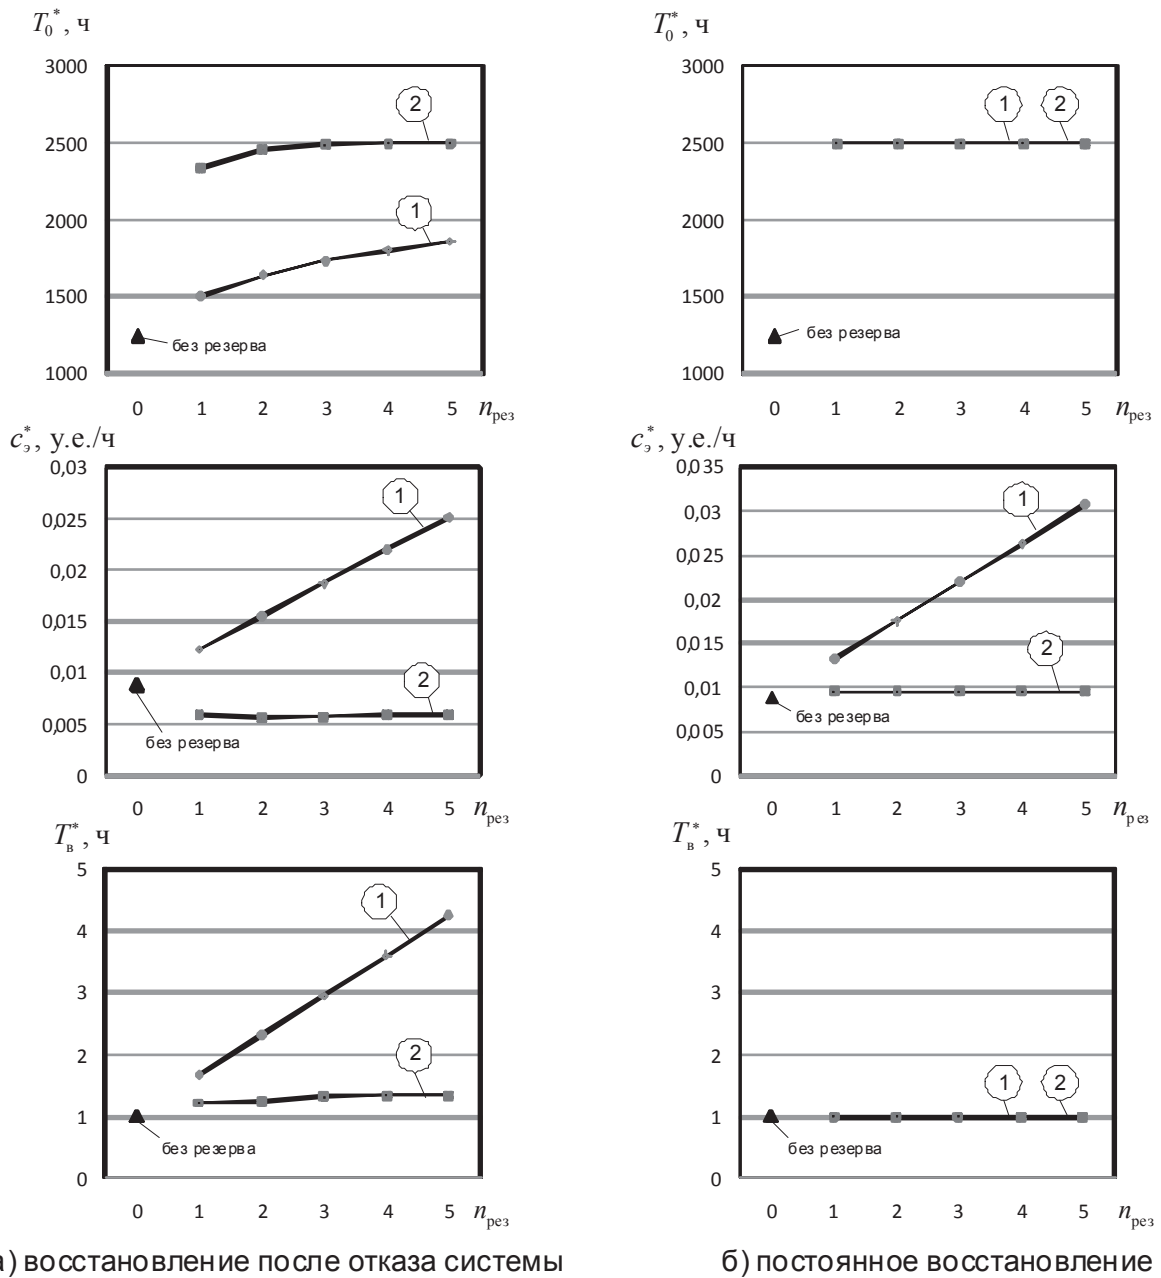 T₀*, ч
3000
2500
2000
1500
1000
2
1
без резерва
0 1 2 3 4 5 nрез
T₀*, ч
3000
2500
2000
1500
1000
1 2
без резерва
0 1 2 3 4 5 nрез
cэ*, у.е./ч
0,03
0,025
0,02
0,015
0,01
0,005
0
1
2
без резерва
0 1 2 3 4 5 nрез
cэ*, у.е./ч
0,035
0,03
0,025
0,02
0,015
0,01
0,005
0
1
2
без резерва
0 1 2 3 4 5 nрез
Tв*, ч
5
4
3
2
1
0
1
2
без резерва
0 1 2 3 4 5 nрез
Tв*, ч
5
4
3
2
1
0
1 2
без резерва
0 1 2 3 4 5 nрез
а) восстановление после отказа системы
б) постоянное восстановление